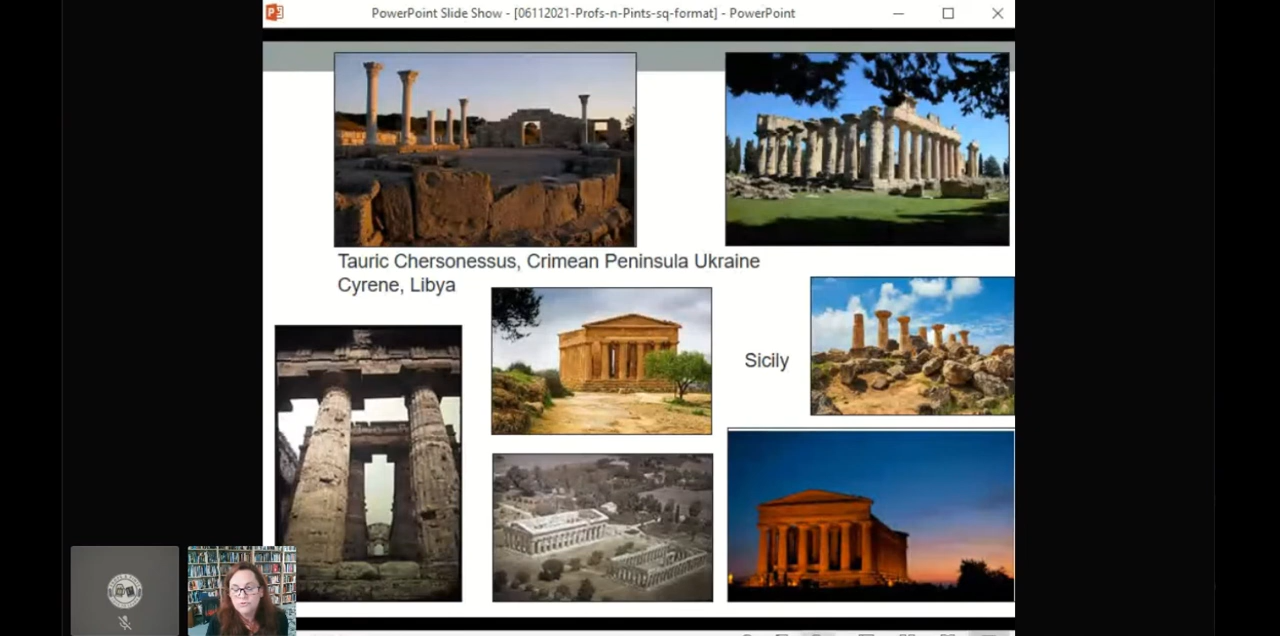 PowerPoint Slide Show - [06112021-Profs-n-Pints-sq-format] - PowerPoint
Tauric Chersonessus, Crimean Peninsula Ukraine
Cyrene, Libya
Sicily